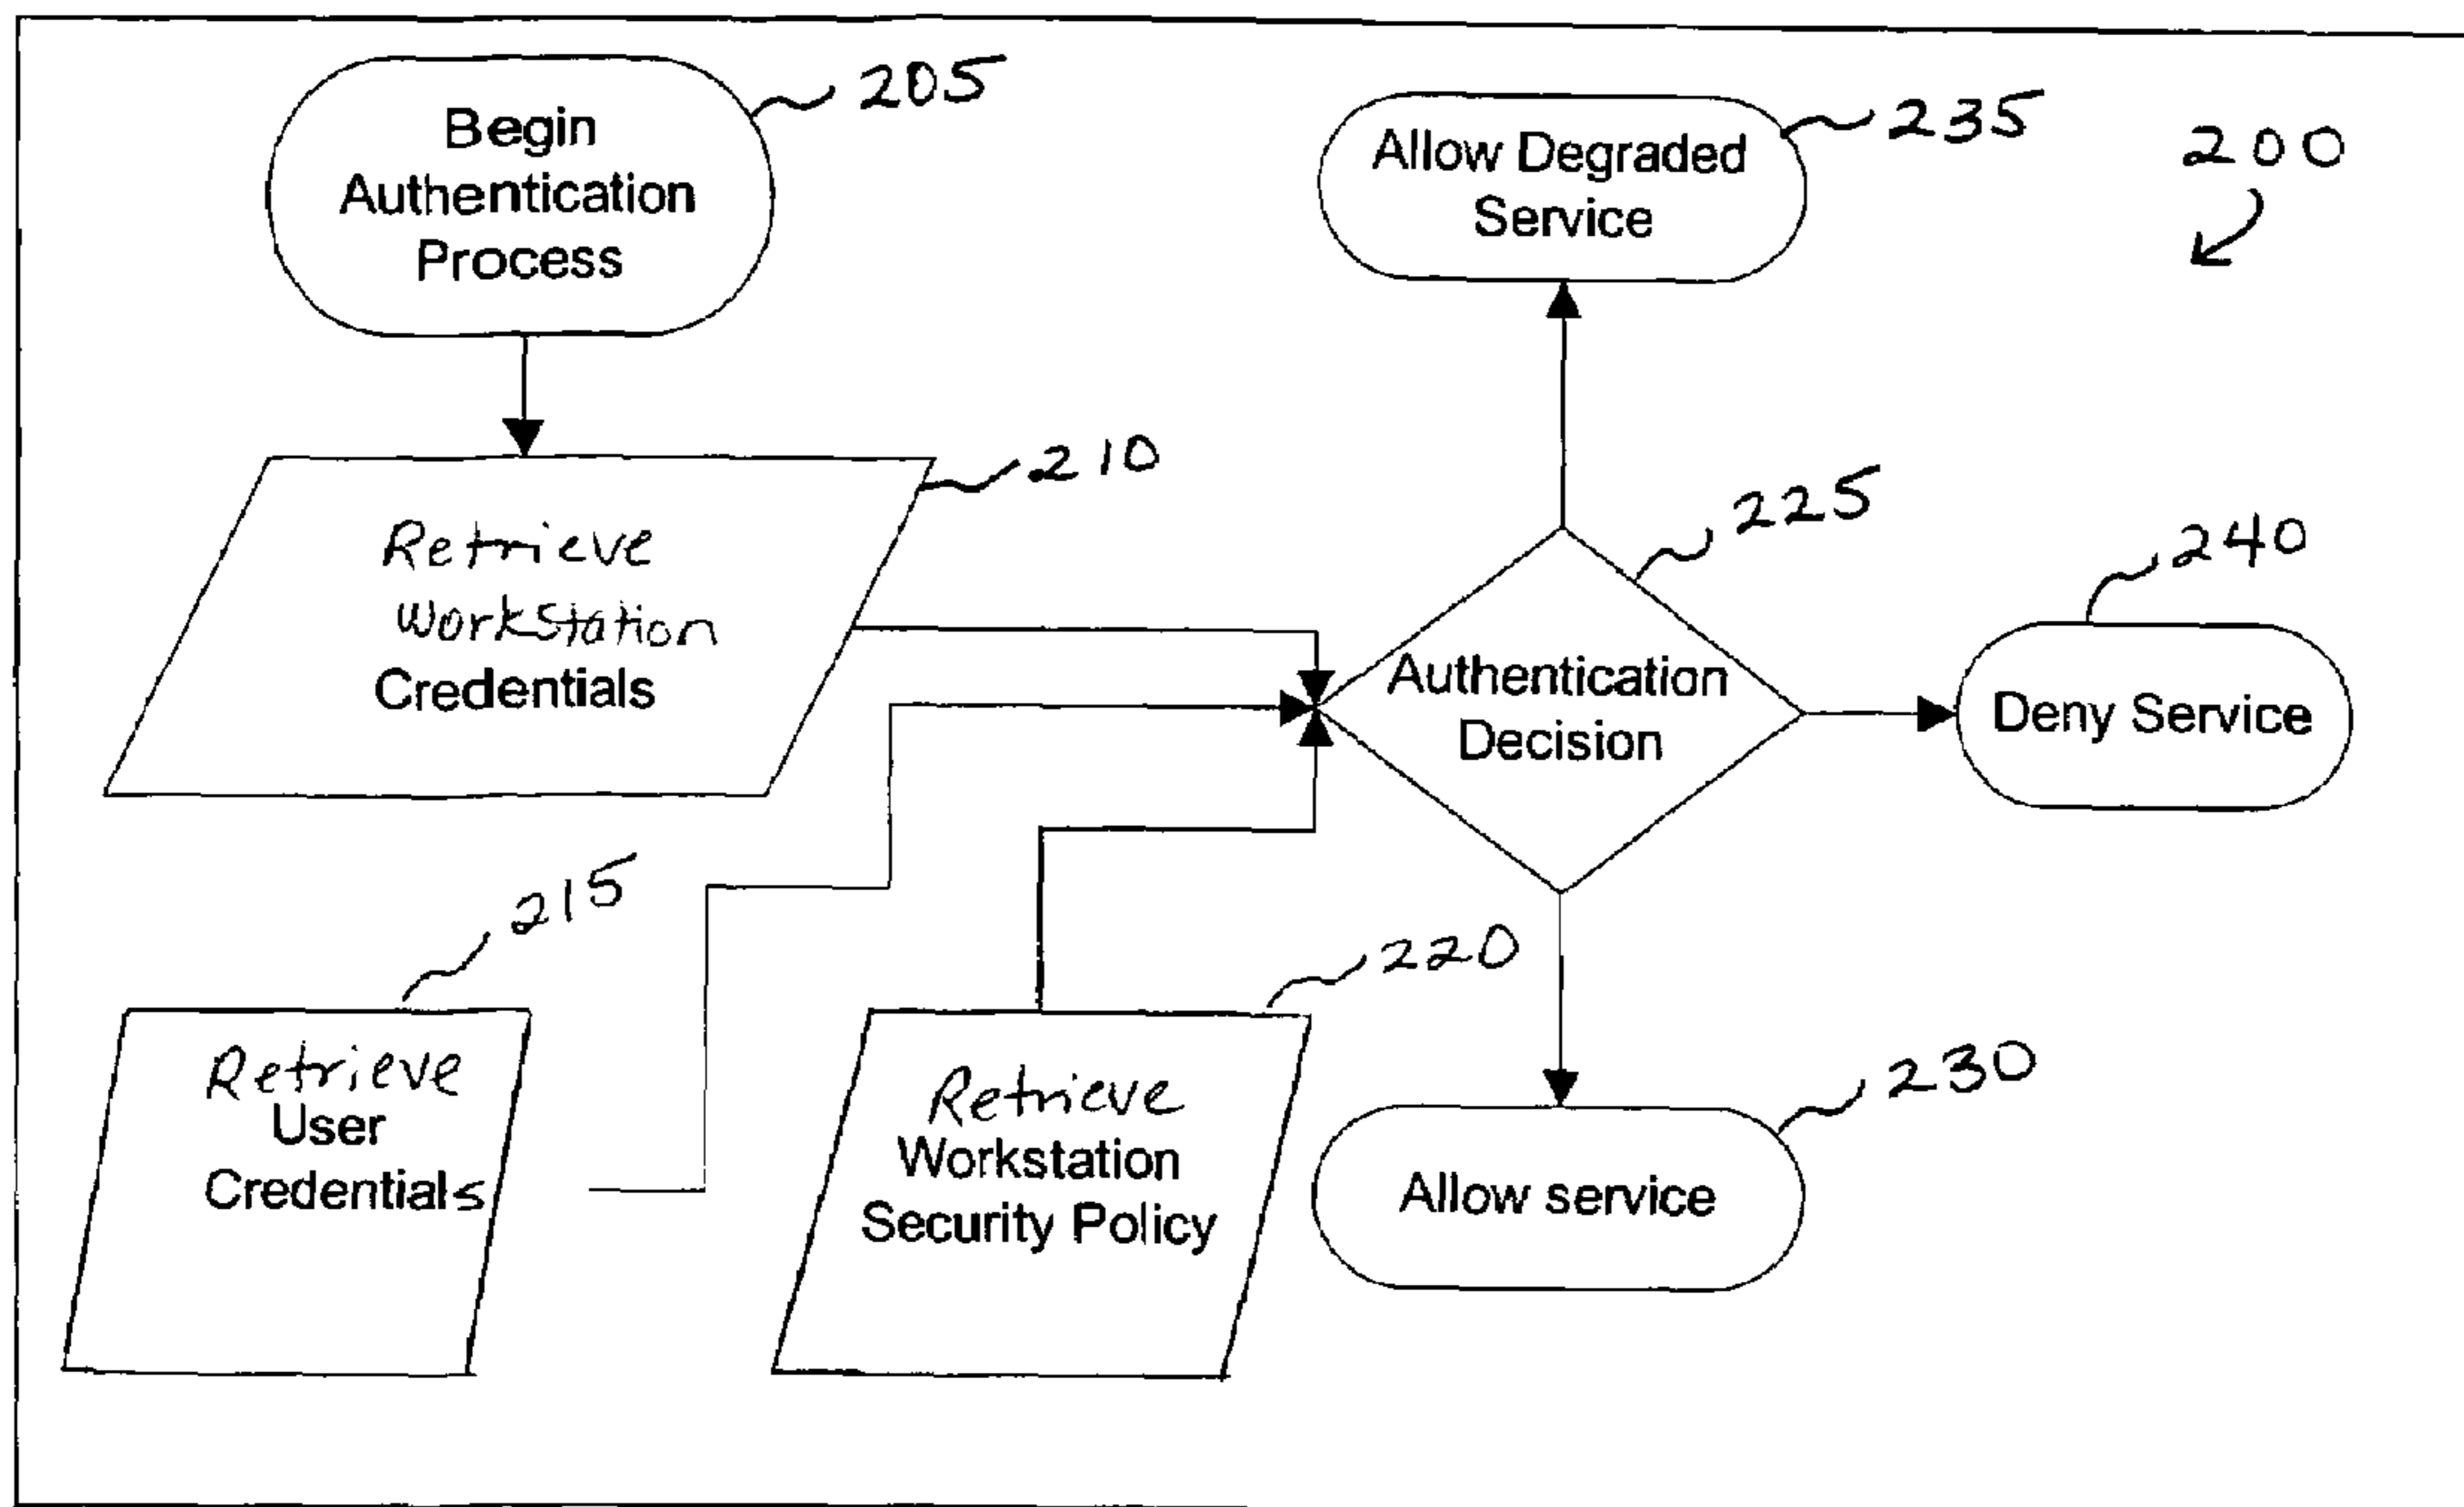 Begin
Authentication
Process
205
Allow Degraded
Service
235
200
Retrieve
Workstation
Credentials
210
Authentication
Decision
225
Deny Service
240
Retrieve
User
Credentials
215
Retrieve
Workstation
Security Policy
220
Allow service
230